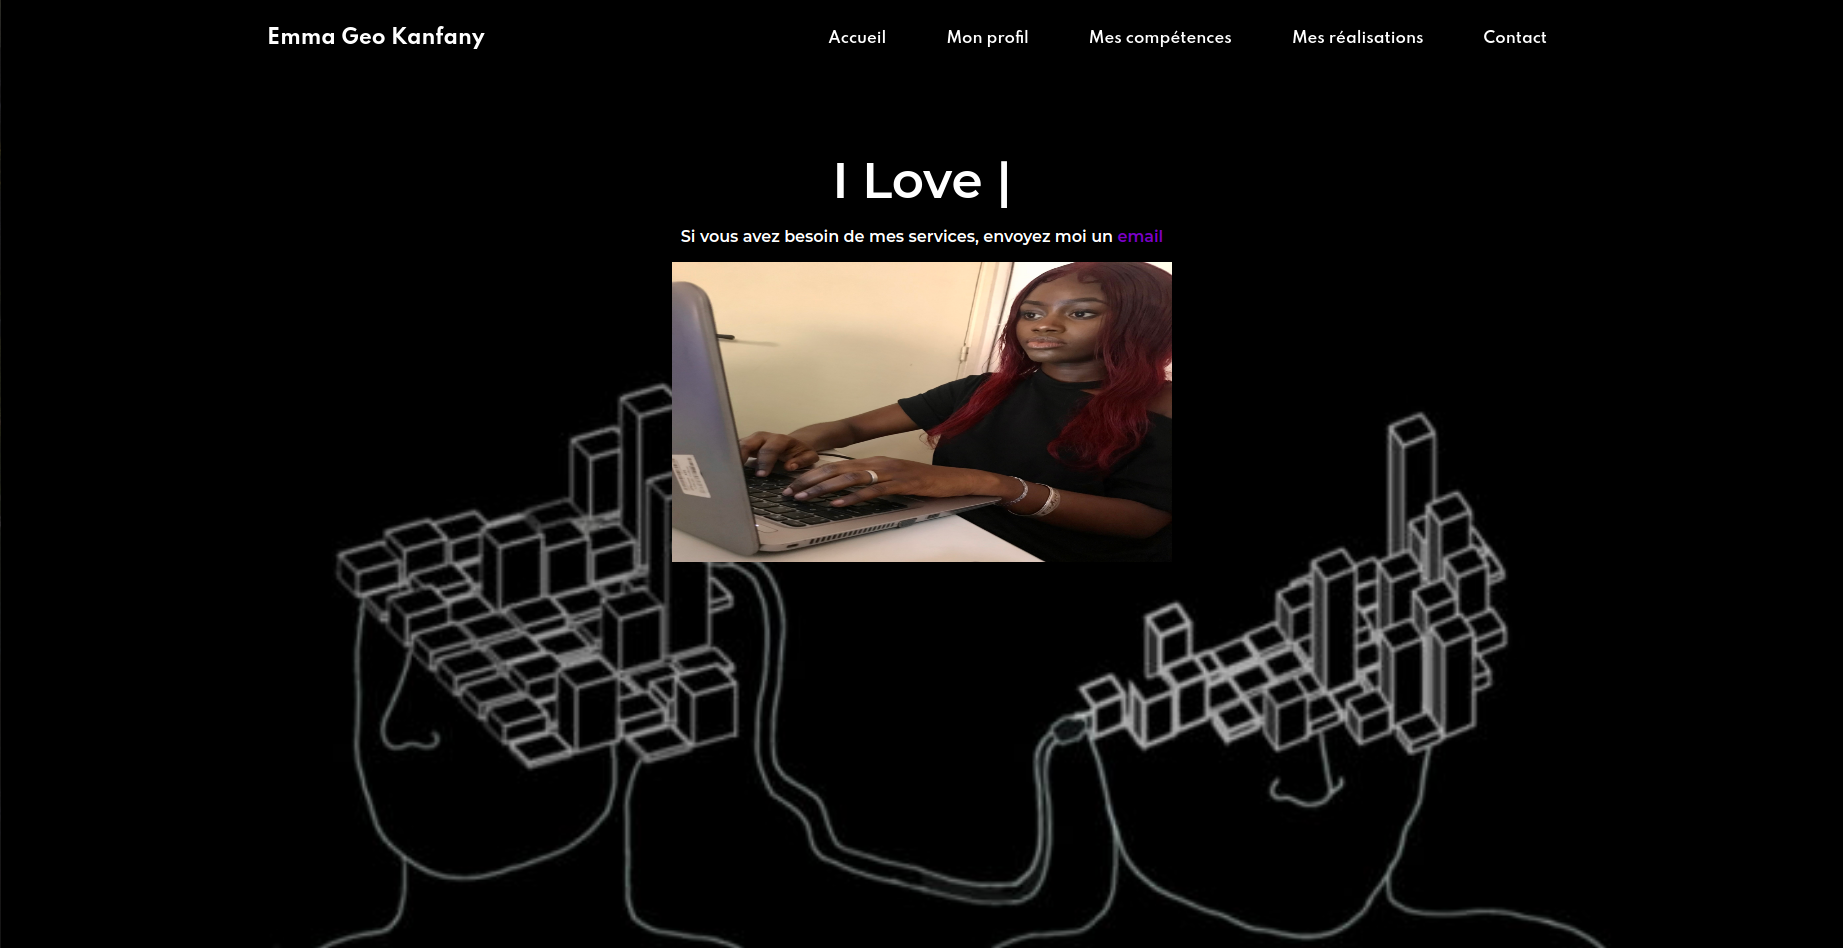 Emma Geo Kanfany
Accueil Mon profil Mes compétences Mes réalisations Contact
I Love |
Si vous avez besoin de mes services, envoyez moi un email